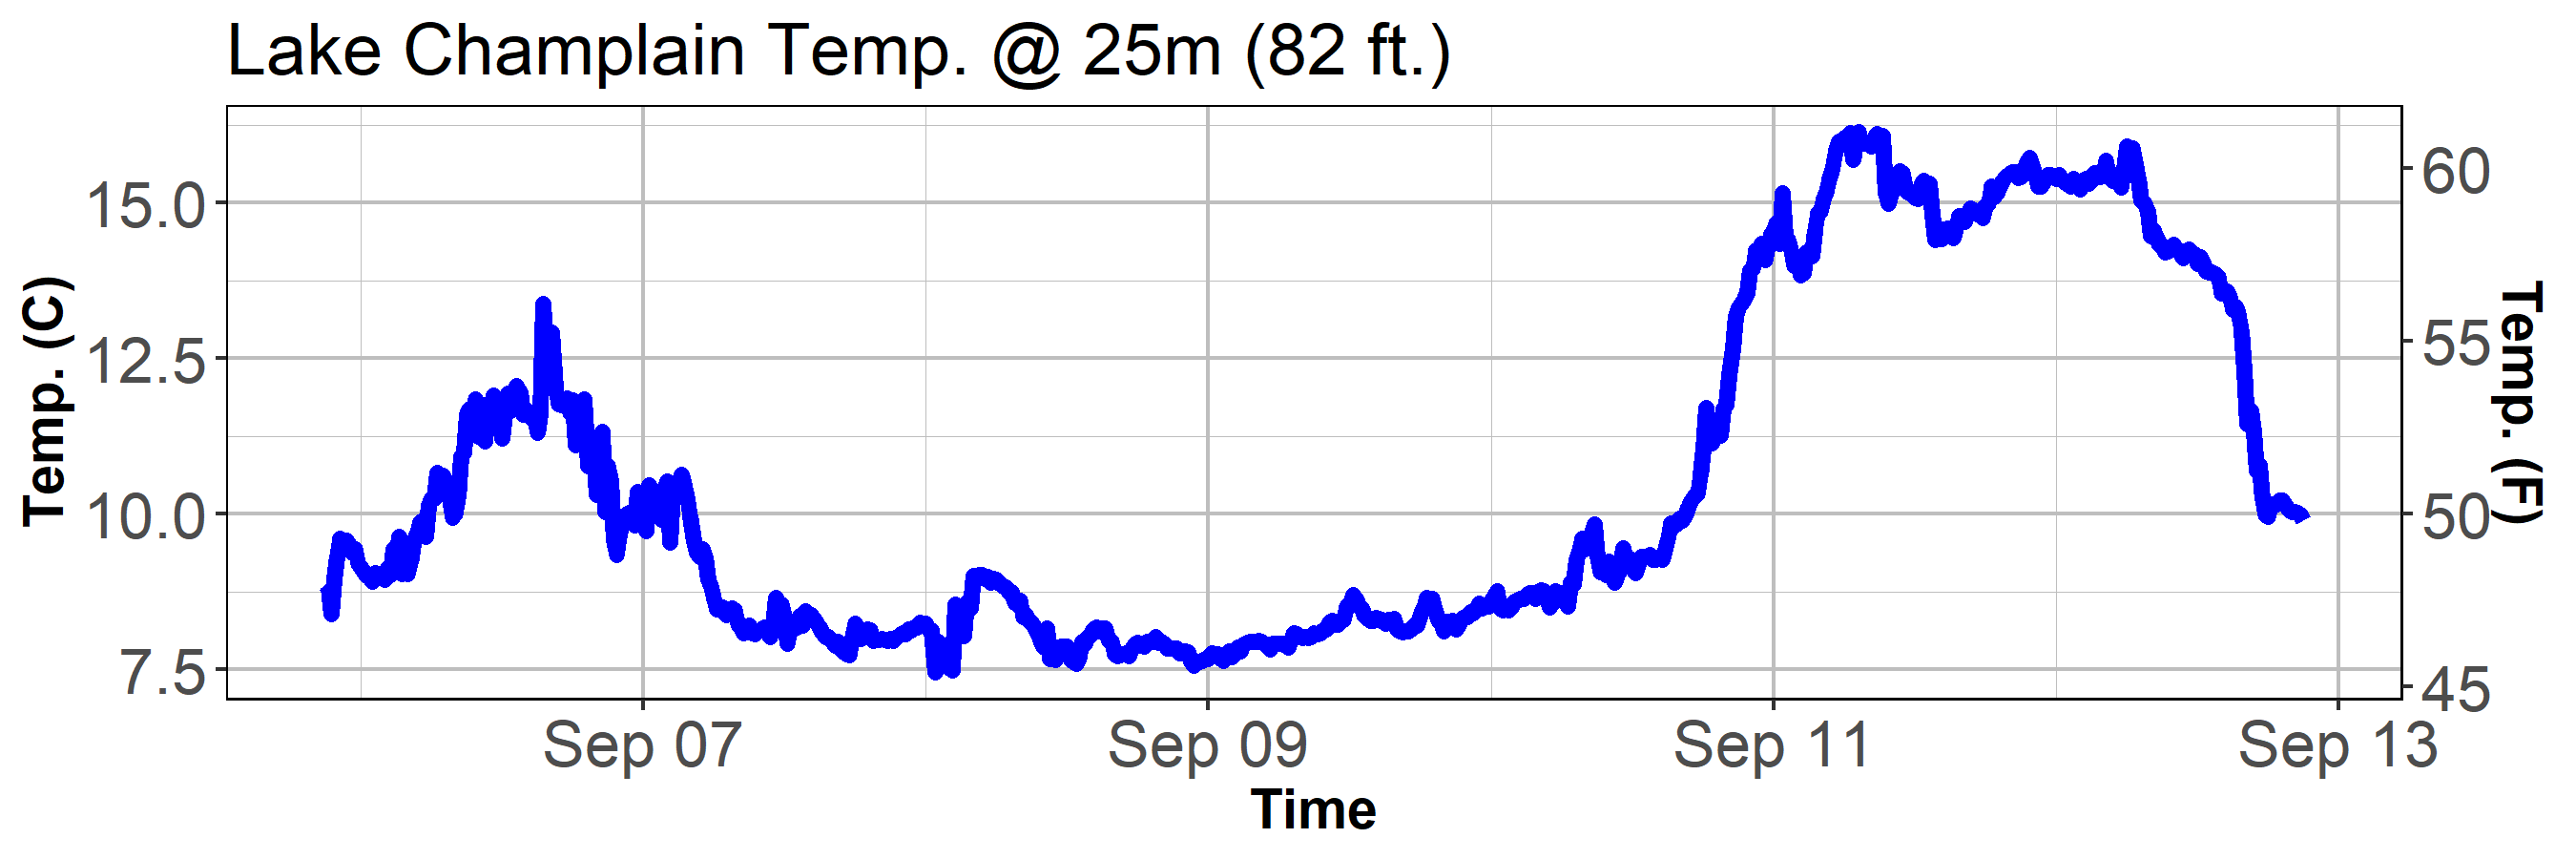 Lake Champlain Temp. @ 25m (82 ft.)
Temp. (C)
15.0
12.5
10.0
7.5
60
55
50
45
Temp. (F)
Sep 07 Sep 09 Sep 11 Sep 13
Time